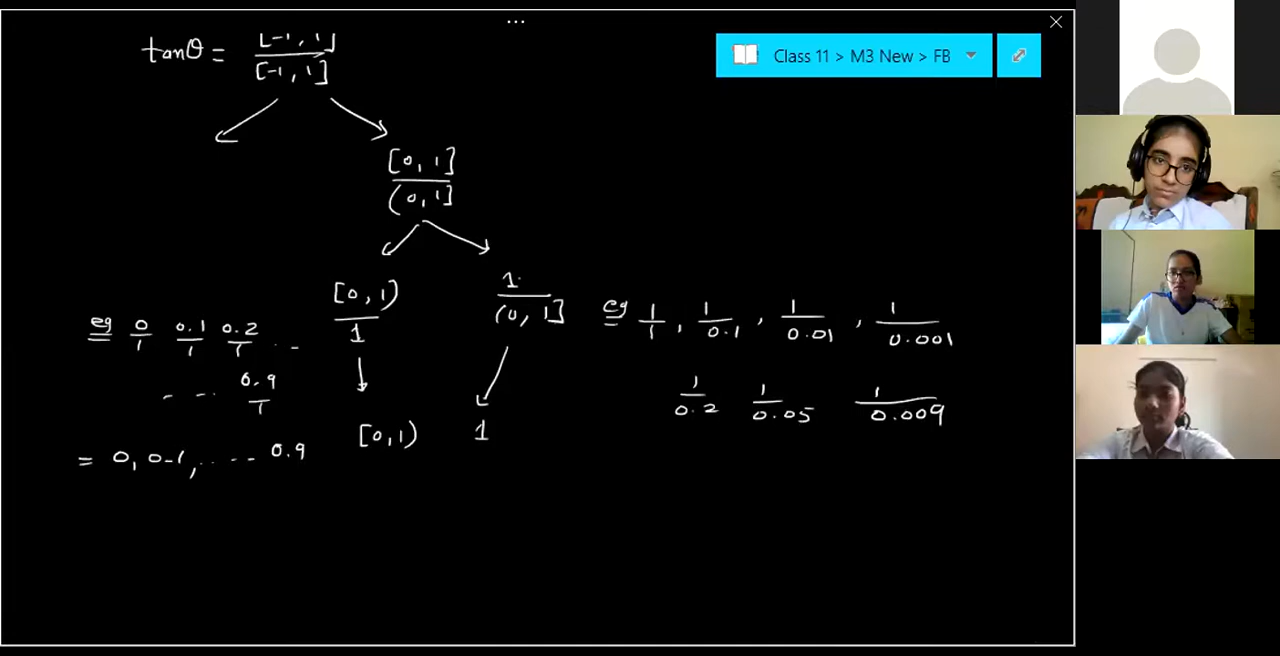 tanθ = [-1, 1] / [-1, 1]
Class 11 > M3 New > FB
[0, 1] / (0, 1]
[0, 1) / 1
1 / (0, 1]
eg 0/1 0.1/1 0.2/1 ...
.... 0.9/1
= 0, 0.1, ..... 0.9
[0, 1)
1
eg 1/1, 1/0.1, 1/0.01, 1/0.001
1/0.2 1/0.05 1/0.009